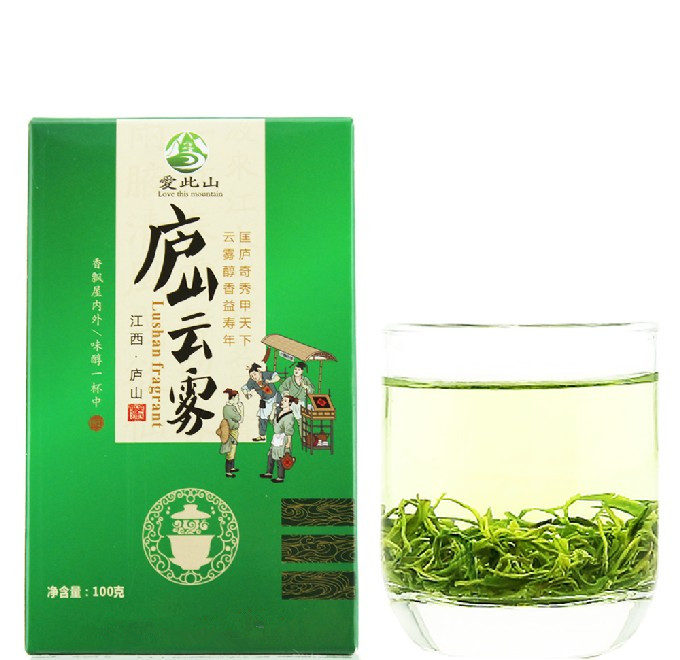 爱此山
Love this mountain
匡庐奇秀甲天下
云雾醇香益寿年
庐山云雾
Lushan fragrant
江西·庐山
香飘屋内外/味醇一杯中
净含量：100克